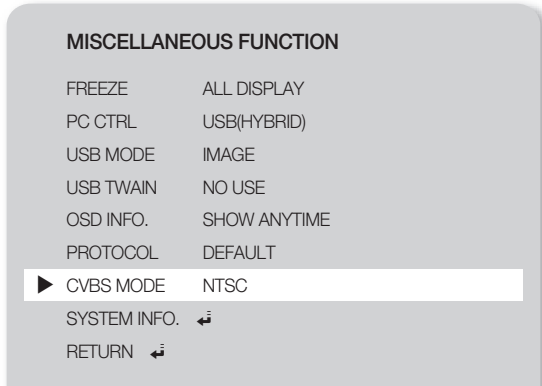 MISCELLANEOUS FUNCTION
FREEZE ALL DISPLAY
PC CTRL USB(HYBRID)
USB MODE IMAGE
USB TWAIN NO USE
OSD INFO. SHOW ANYTIME
PROTOCOL DEFAULT
▶ CVBS MODE NTSC
SYSTEM INFO. ↵
RETURN ↵